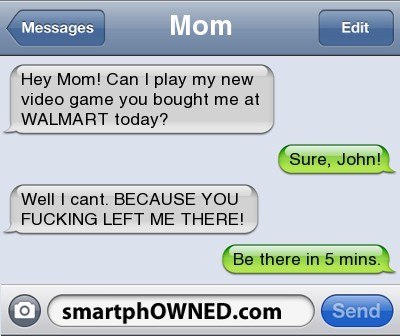 Messages
Mom
Edit
Hey Mom! Can I play my new
video game you bought me at
WALMART today?
Sure, John!
Well I cant. BECAUSE YOU
FUCKING LEFT ME THERE!
Be there in 5 mins.
smartphOWNED.com
Send